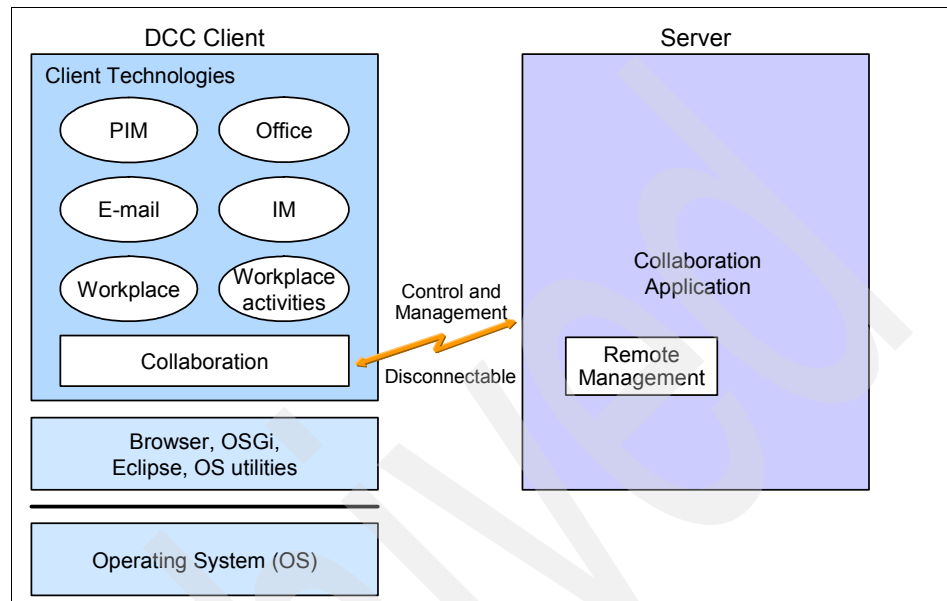 DCC Client
Server
Client Technologies
PIM
Office
E-mail
IM
Workplace
Workplace
activities
Collaboration
Control and
Management
Disconnectable
Collaboration
Application
Remote
Management
Browser, OSGi,
Eclipse, OS utilities
Operating System (OS)